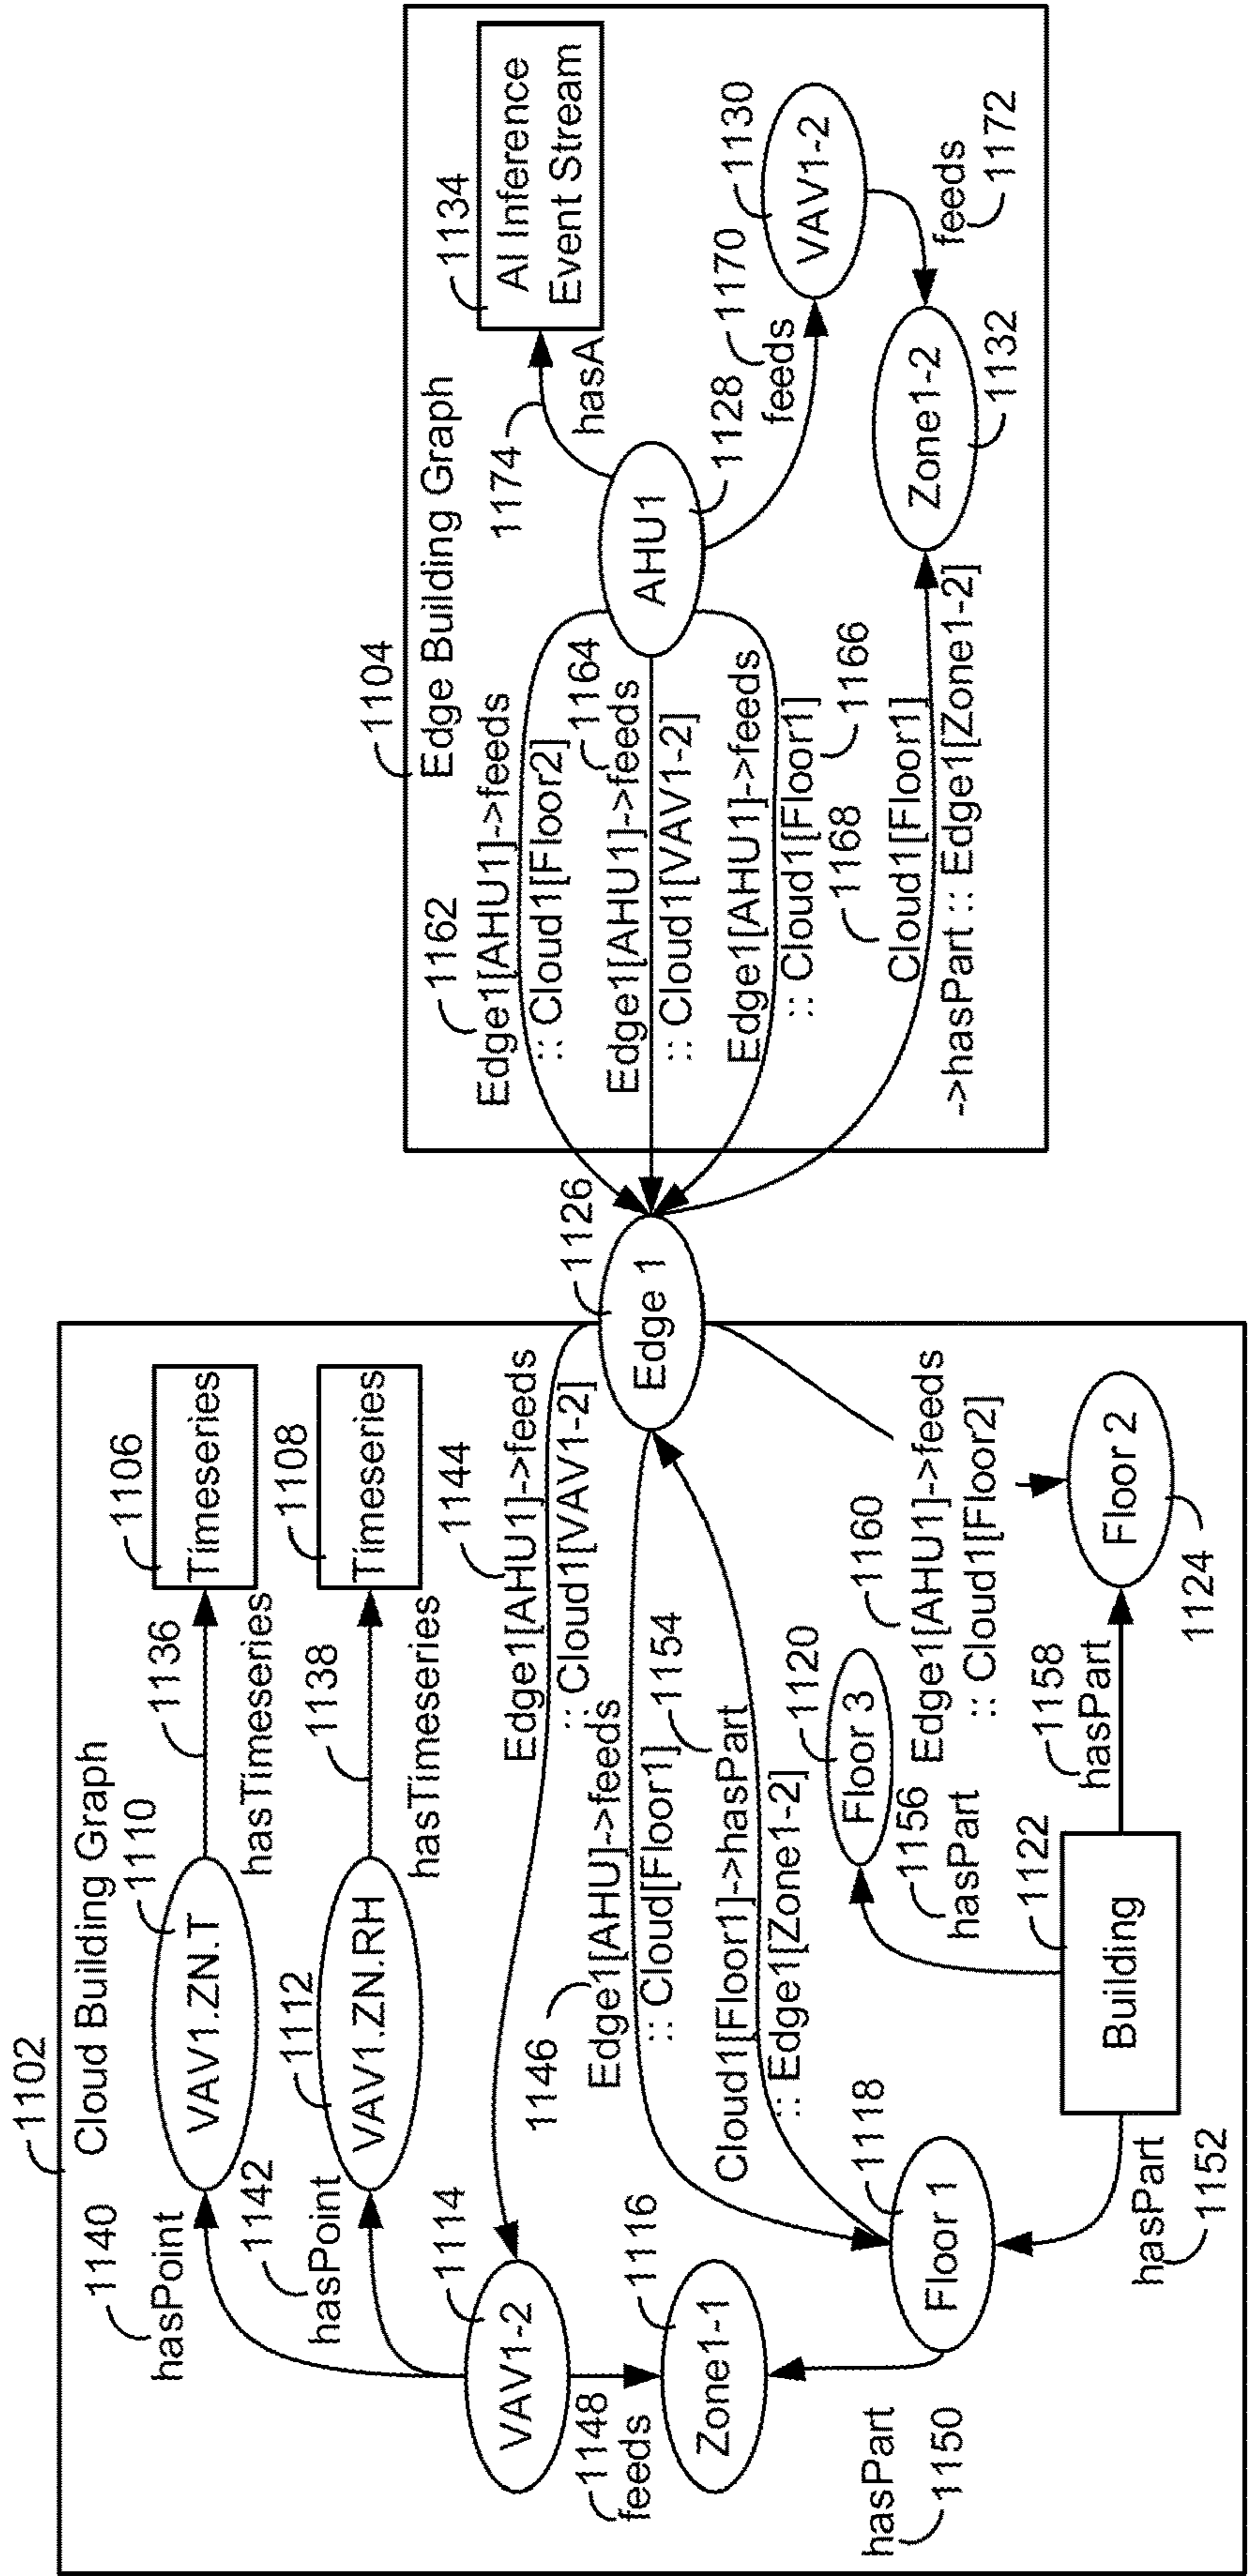 1102
Cloud Building Graph
1140
hasPoint
VAV1.ZN.T
1110
1136
hasTimeseries
1106
Timeseries
1142
hasPoint
1112
VAV1.ZN.RH
1138
hasTimeseries
1108
Timeseries
1114
VAV1-2
1144
Edge1[AHU1]->feeds
:: Cloud1[VAV1-2]
1148
feeds
1116
Zone1-1
1146
Edge1[AHU]->feeds
:: Cloud[Floor1]
1154
Cloud1[Floor1]->hasPart
:: Edge1[Zone1-2]
1126
Edge 1
hasPart
1150
1118
Floor 1
1120
Floor 3
1156
hasPart
1160
Edge1[AHU1]->feeds
:: Cloud1[Floor2]
hasPart
1152
1122
Building
1158
hasPart
Floor 2
1124
1104
Edge Building Graph
1162
Edge1[AHU1]->feeds
:: Cloud1[Floor2]
1164
Edge1[AHU1]->feeds
:: Cloud1[VAV1-2]
Edge1[AHU1]->feeds
:: Cloud1[Floor1]
1166
1168
Cloud1[Floor1]
->hasPart :: Edge1[Zone1-2]
1174
hasA
1134
AI Inference
Event Stream
AHU1
1128
1170
feeds
1130
VAV1-2
feeds
1172
Zone1-2
1132